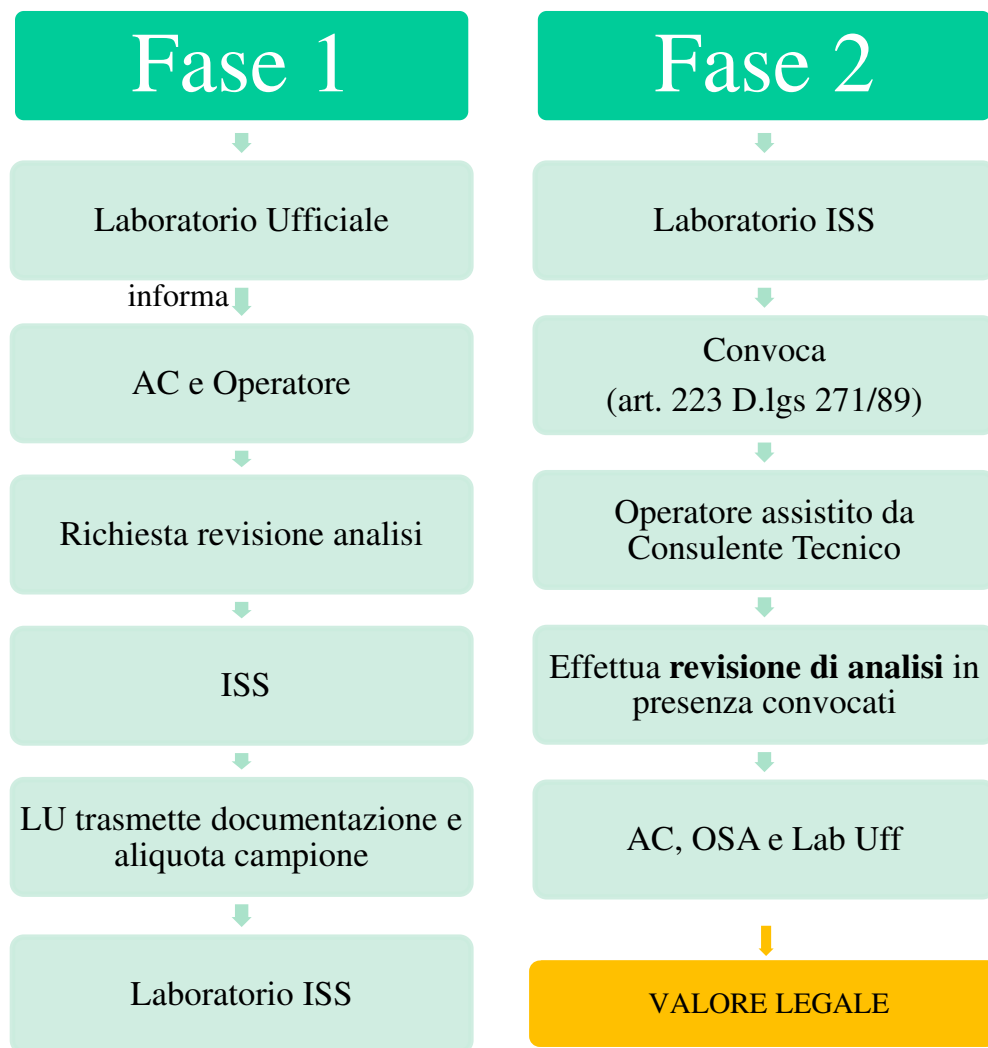 Fase 1
Laboratorio Ufficiale
informa
AC e Operatore
Richiesta revisione analisi
ISS
LU trasmette documentazione e
aliquota campione
Laboratorio ISS
Fase 2
Laboratorio ISS
Convoca
(art. 223 D.lgs 271/89)
Operatore assistito da
Consulente Tecnico
Effettua revisione di analisi in
presenza convocati
AC, OSA e Lab Uff
VALORE LEGALE